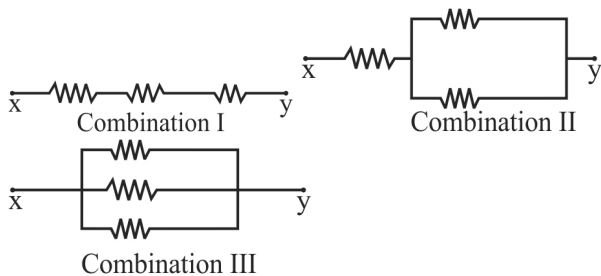 x y
Combination I
x y
Combination II
x y
Combination III